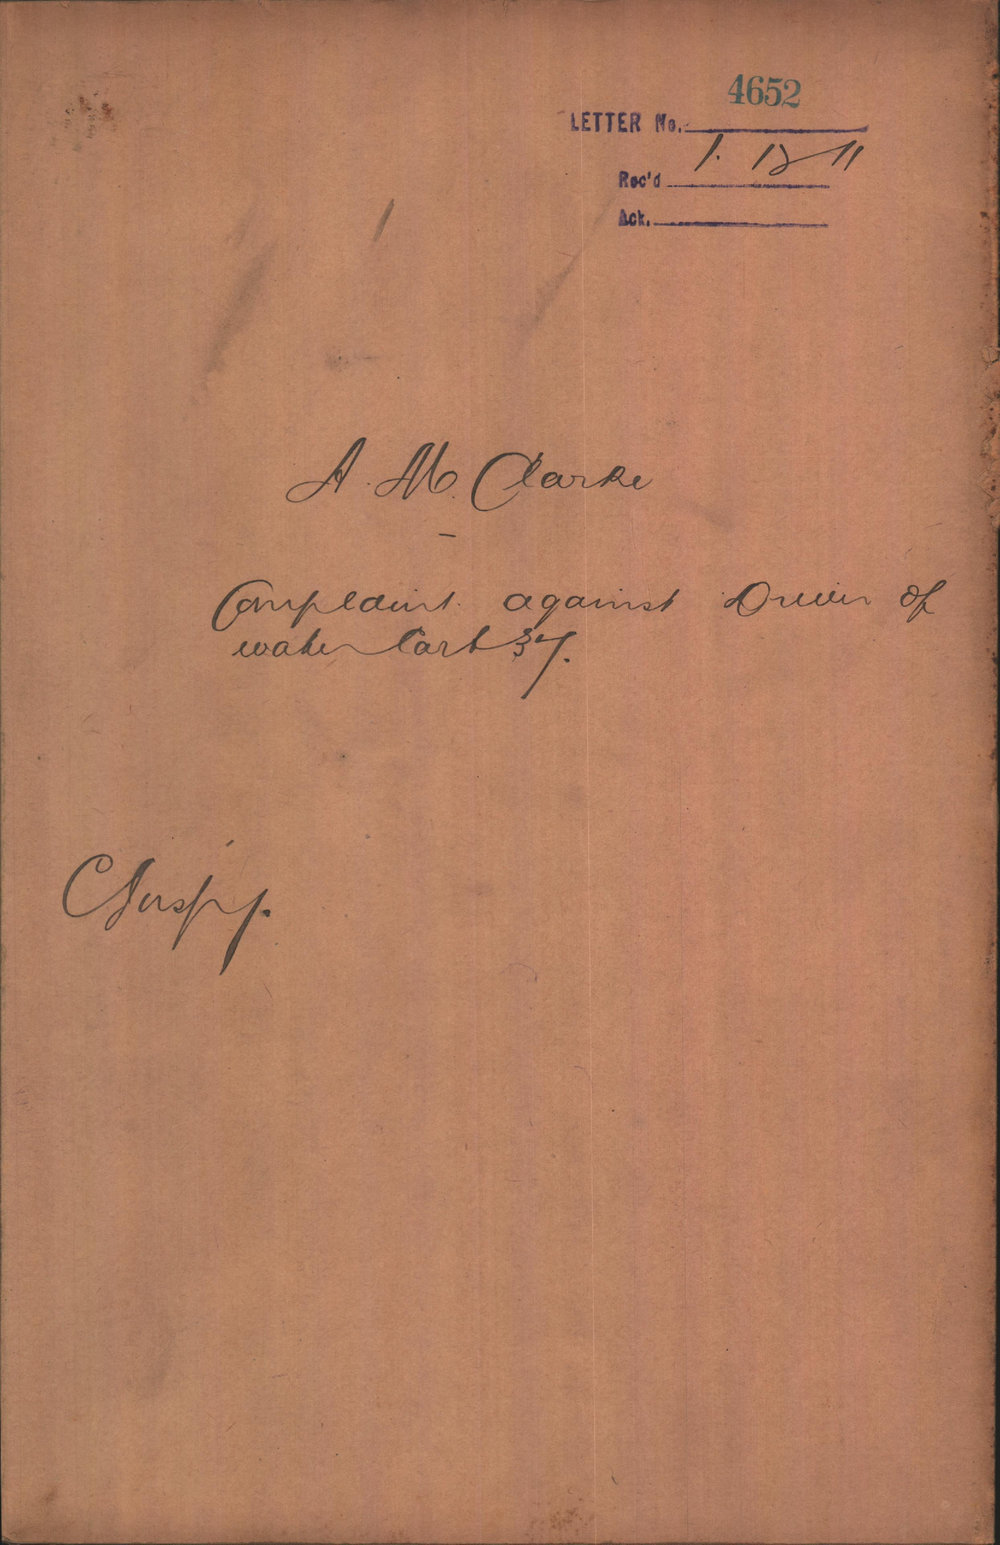 4652
LETTER No.
Rec'd 1. 12 11
Ack.
A. M. Clarke
Complaint against Driver of
water Cart 37.
C Insp.